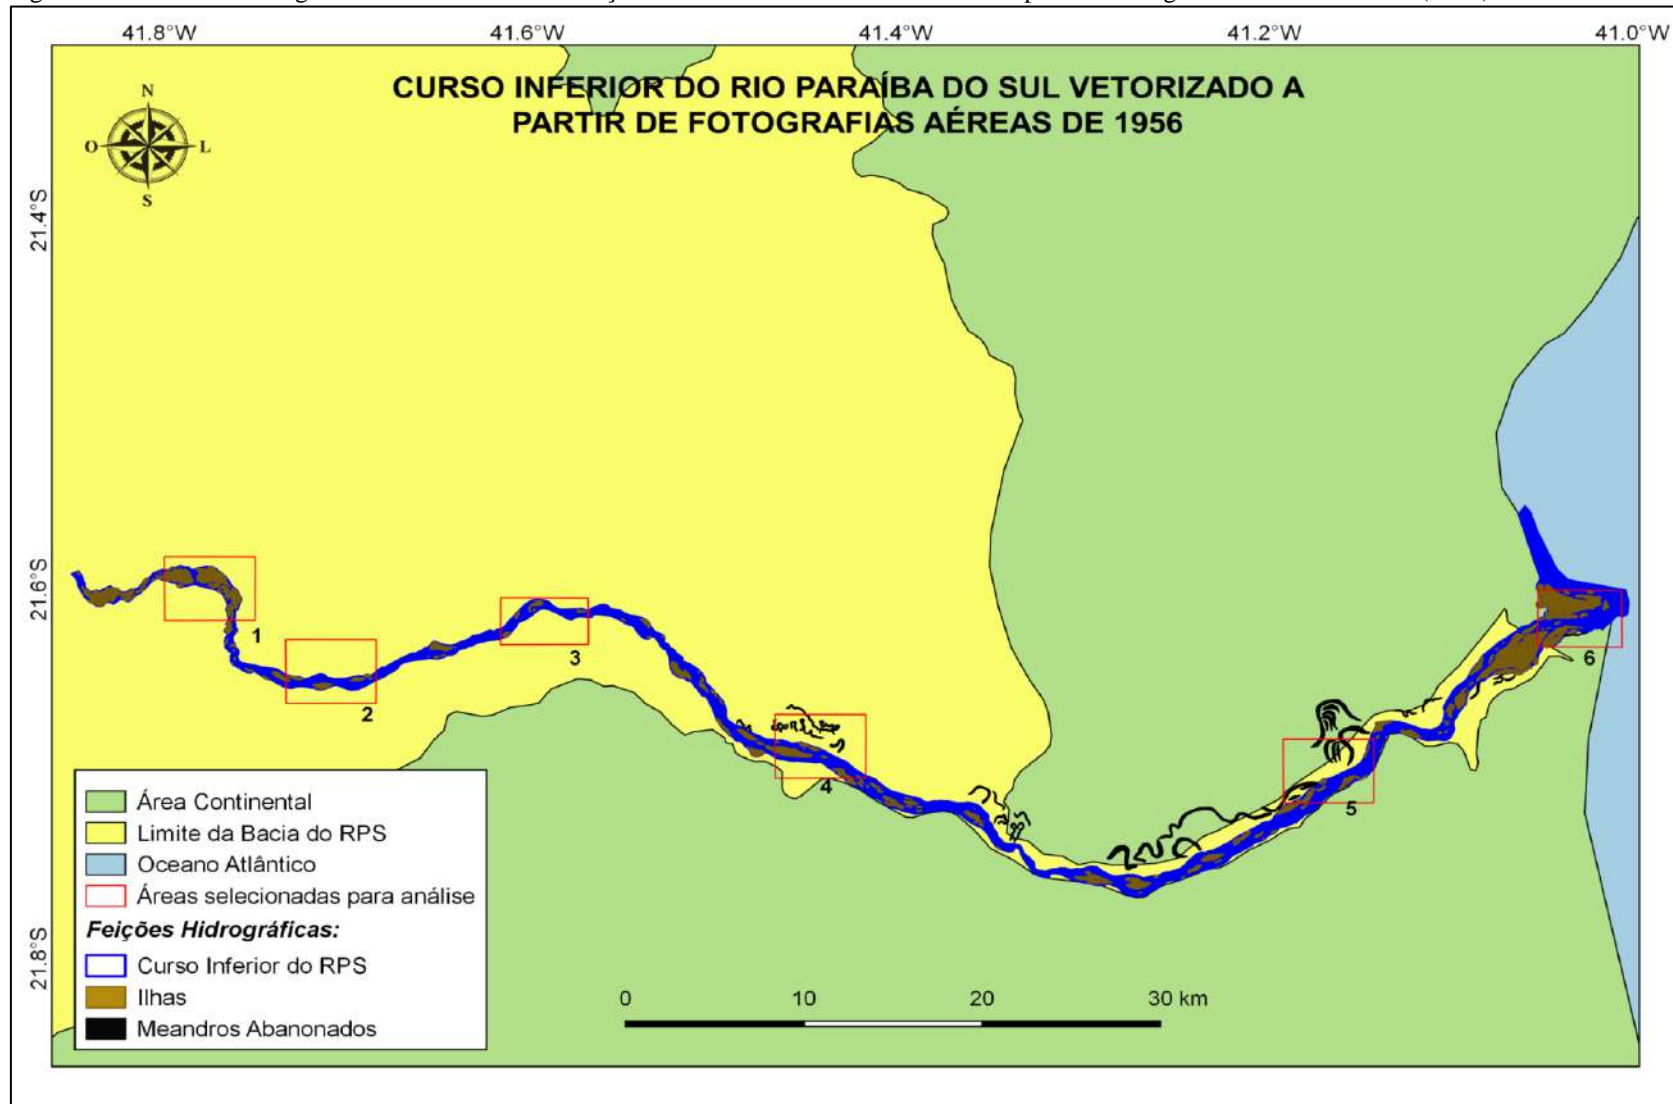 41.8°W 41.6°W 41.4°W 41.2°W 41.0°W
CURSO INFERIOR DO RIO PARAÍBA DO SUL VETORIZADO A
PARTIR DE FOTOGRAFIAS AÉREAS DE 1956
N
O L
S
21.4°S
21.6°S
21.8°S
1
2
3
4
5
6
Área Continental
Limite da Bacia do RPS
Oceano Atlântico
Áreas selecionadas para análise
Feições Hidrográficas:
Curso Inferior do RPS
Ilhas
Meandros Abanonados
0 10 20 30 km